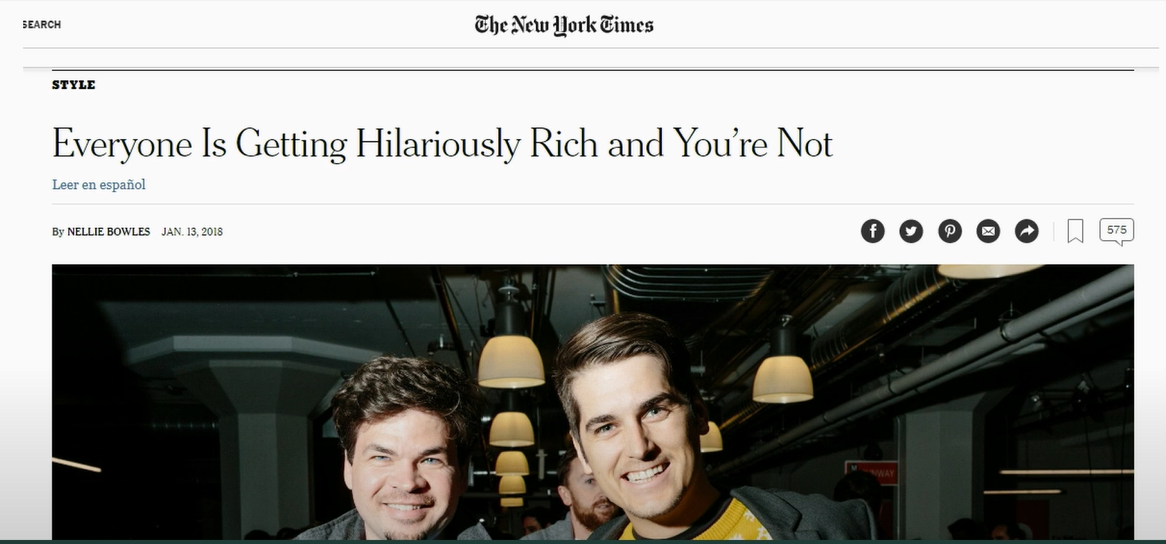 SEARCH
The New York Times
STYLE
Everyone Is Getting Hilariously Rich and You're Not
Leer en español
By NELLIE BOWLES JAN. 13, 2018
575